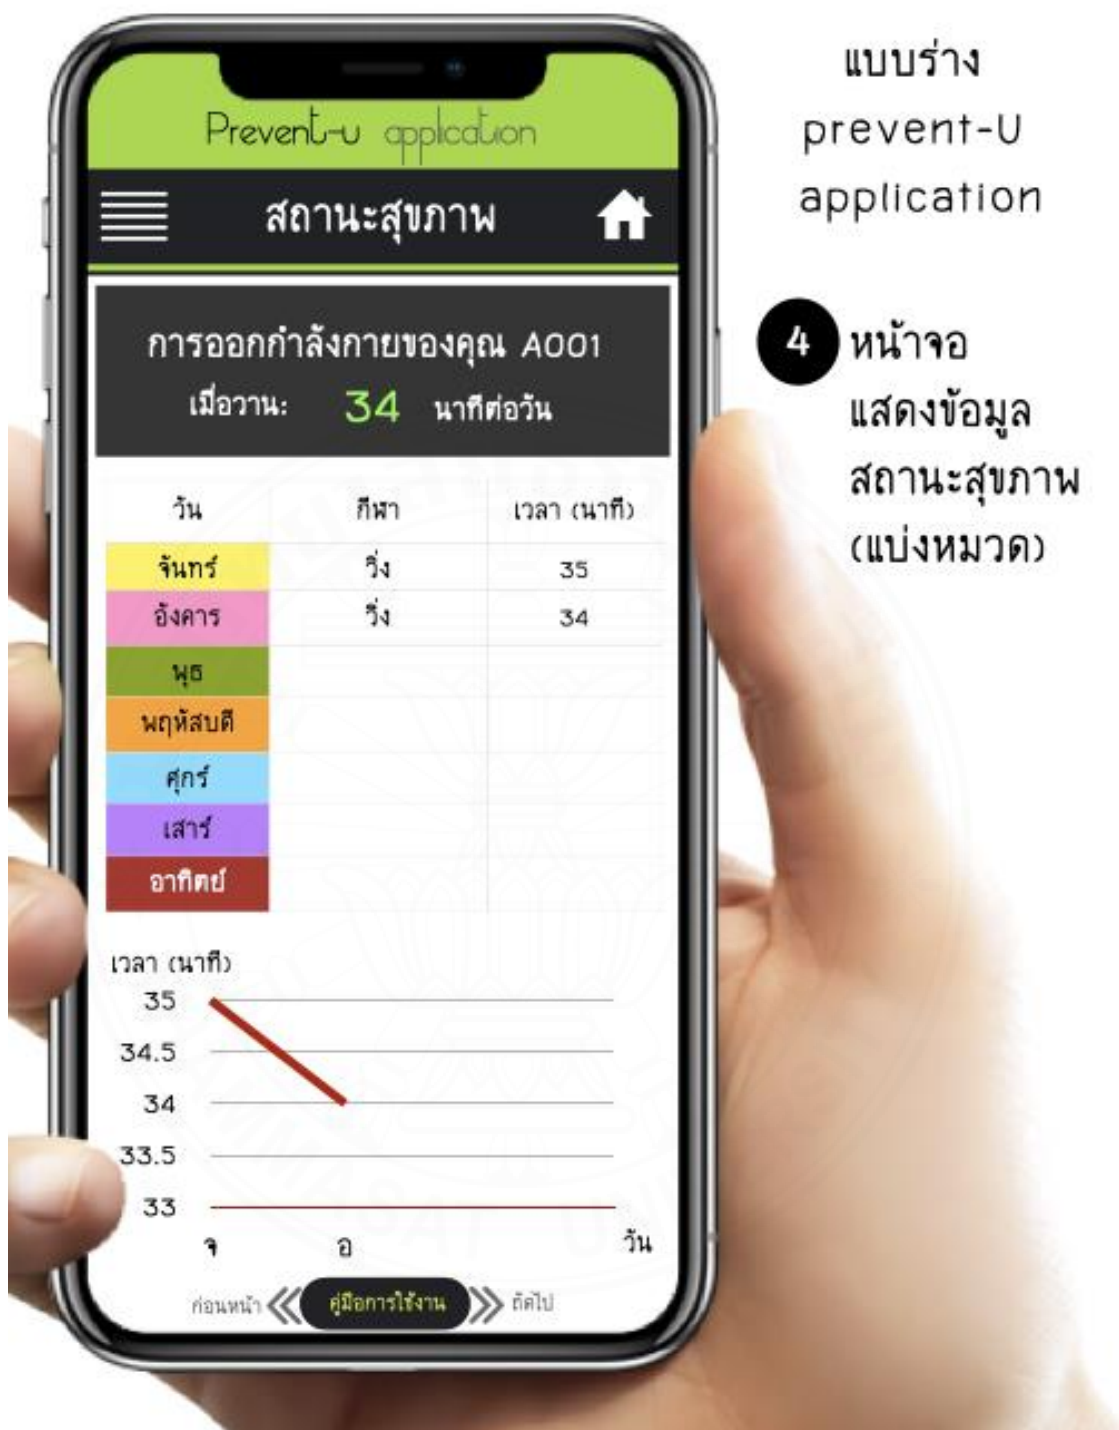 Prevent-u application
สถานะสุขภาพ
การออกกำลังกายของคุณ A001
เมื่อวาน: 34 นาทีต่อวัน
วัน กีฬา เวลา (นาที)
จันทร์ วิ่ง 35
อังคาร วิ่ง 34
พุธ
พฤหัสบดี
ศุกร์
เสาร์
อาทิตย์
เวลา (นาที)
35
34.5
34
33.5
33
จ อ วัน
ก่อนหน้า คู่มือการใช้งาน ถัดไป
แบบร่าง
prevent-U
application
4 หน้าจอ
แสดงข้อมูล
สถานะสุขภาพ
(แบ่งหมวด)